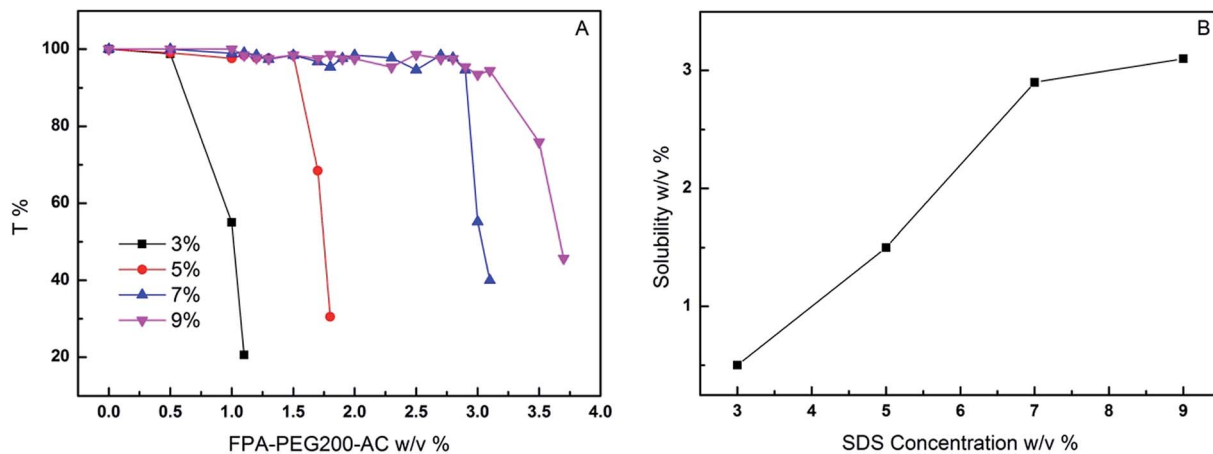 A
T %
100
80
60
40
20
3%
5%
7%
9%
0.0 0.5 1.0 1.5 2.0 2.5 3.0 3.5 4.0
FPA-PEG200-AC w/v %
B
Solubility w/v %
3
2
1
3 4 5 6 7 8 9
SDS Concentration w/v %